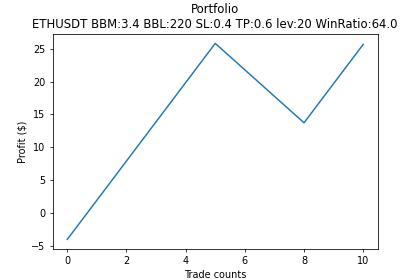 Portfolio
ETHUSDT BBM:3.4 BBL:220 SL:0.4 TP:0.6 lev:20 WinRatio:64.0
25
20
15
10
5
0
−5
Profit ($)
0 2 4 6 8 10
Trade counts